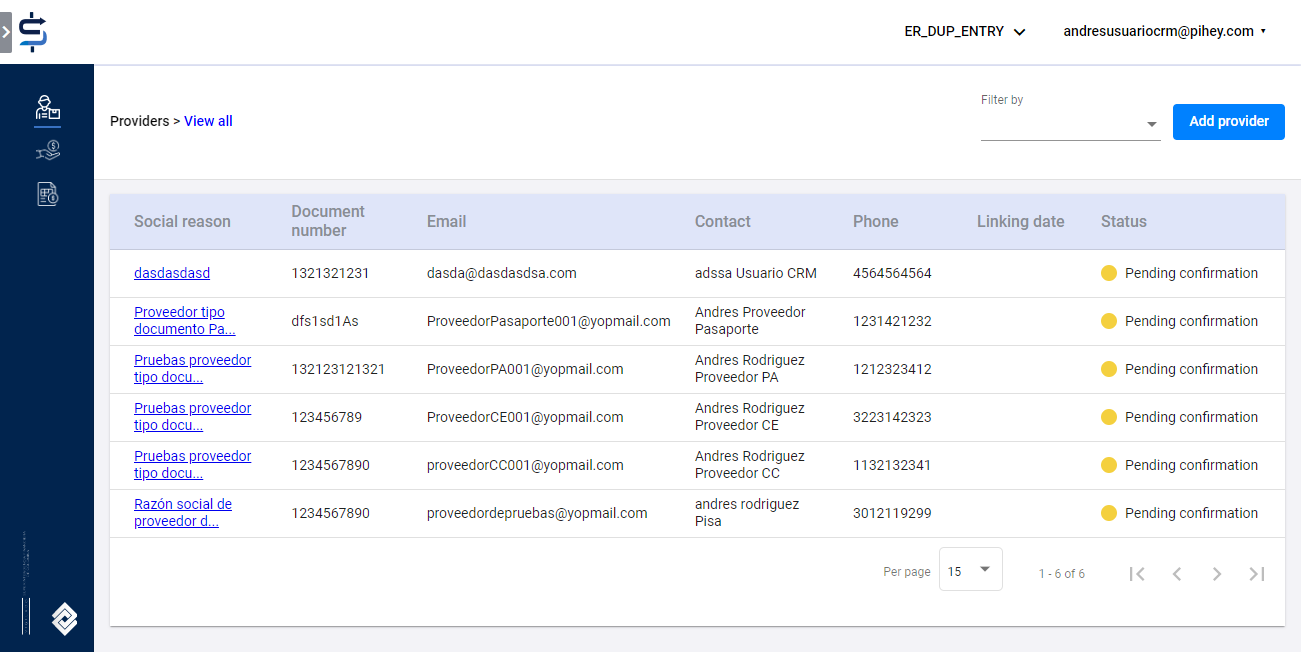 ER_DUP_ENTRY
andresusuariocrm@pihey.com
Providers > View all
Filter by
Add provider
Social reason Document number Email Contact Phone Linking date Status
dasdasdasd 1321321231 dasda@dasdasdsa.com adssa Usuario CRM 4564564564 Pending confirmation
Proveedor tipo documento Pa... dfs1sd1As ProveedorPasaporte001@yopmail.com Andres Proveedor Pasaporte 1231421232 Pending confirmation
Pruebas proveedor tipo docu... 132123121321 ProveedorPA001@yopmail.com Andres Rodriguez Proveedor PA 1212323412 Pending confirmation
Pruebas proveedor tipo docu... 123456789 ProveedorCE001@yopmail.com Andres Rodriguez Proveedor CE 3223142323 Pending confirmation
Pruebas proveedor tipo docu... 1234567890 proveedorCC001@yopmail.com Andres Rodriguez Proveedor CC 1132132341 Pending confirmation
Razón social de proveedor d... 1234567890 proveedordepruebas@yopmail.com andres rodriguez Pisa 3012119299 Pending confirmation
Per page 15 1 - 6 of 6